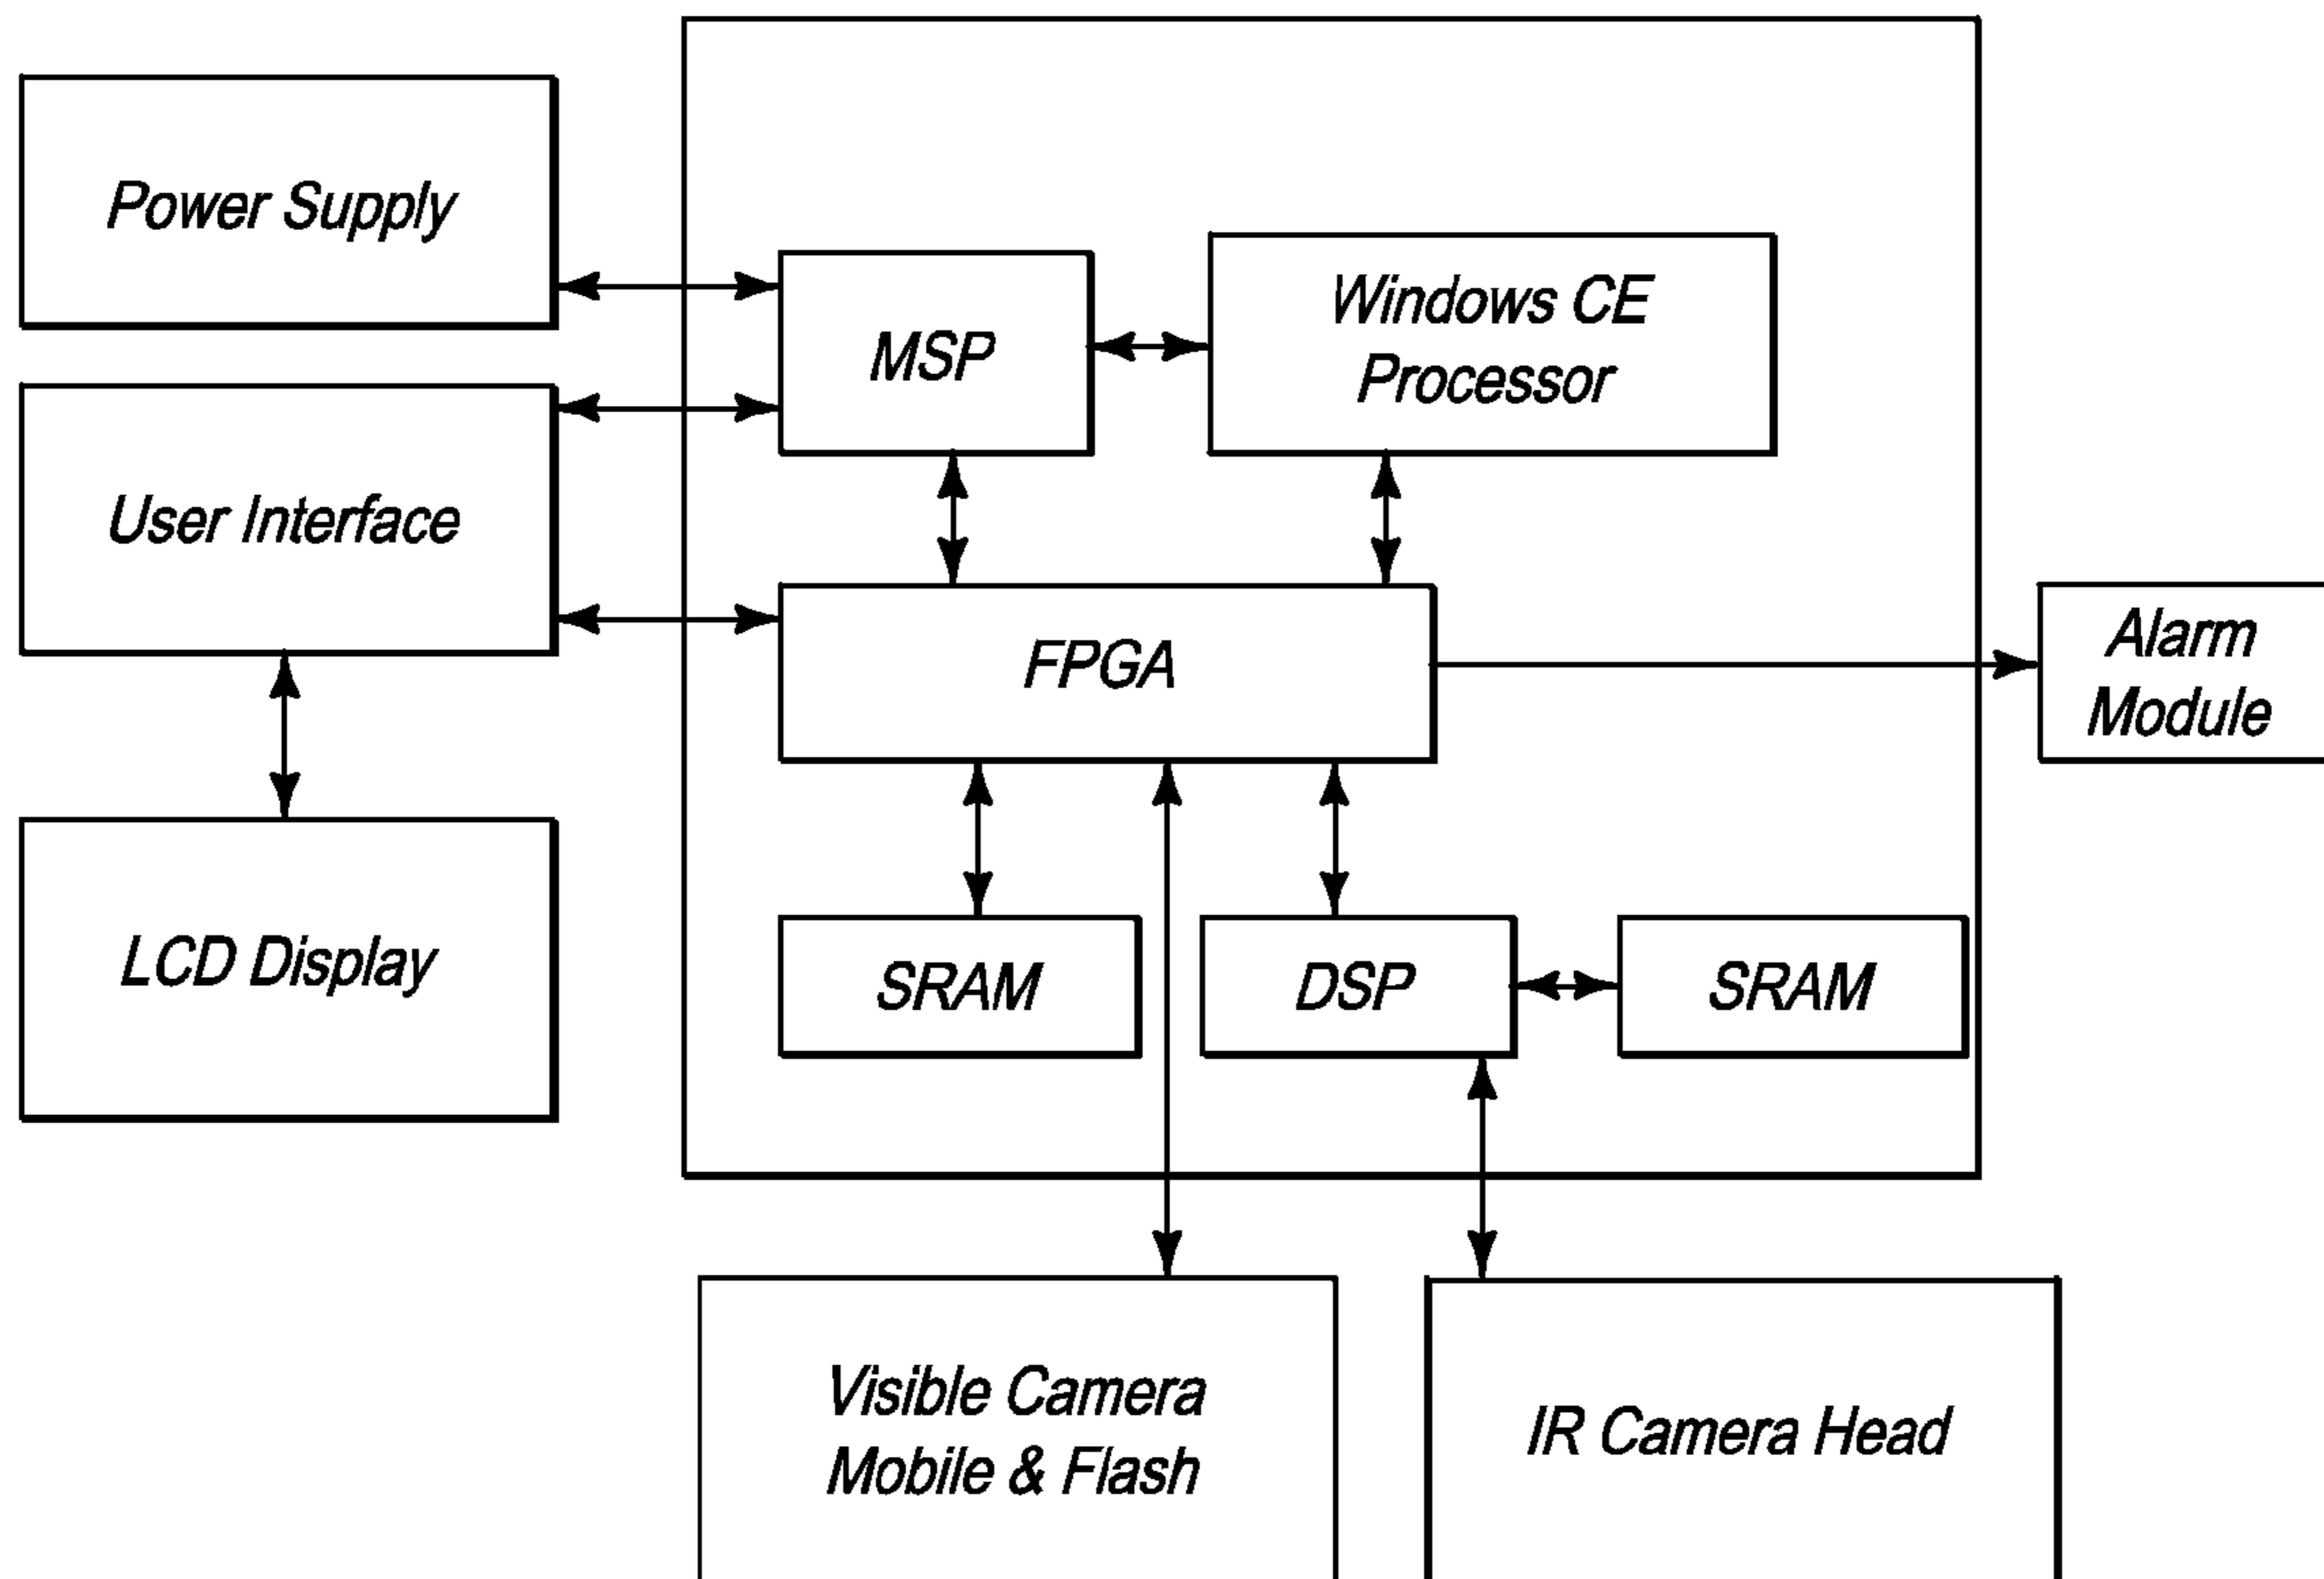 Power Supply
Windows CE
Processor
MSP
User Interface
FPGA
Alarm
Module
LCD Display
SRAM
DSP
SRAM
Visible Camera
Mobile & Flash
IR Camera Head